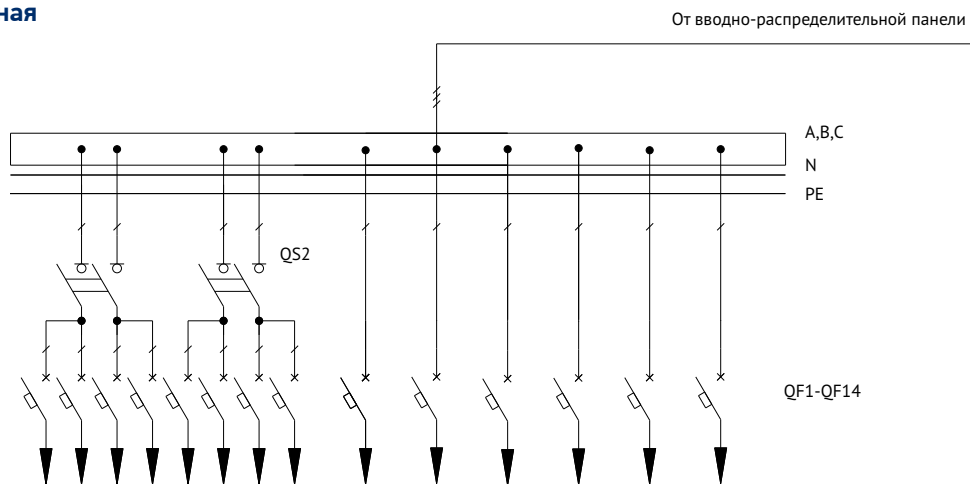 ная
От вводно-распределительной панели
A,B,C
N
PE
QS2
QF1-QF14